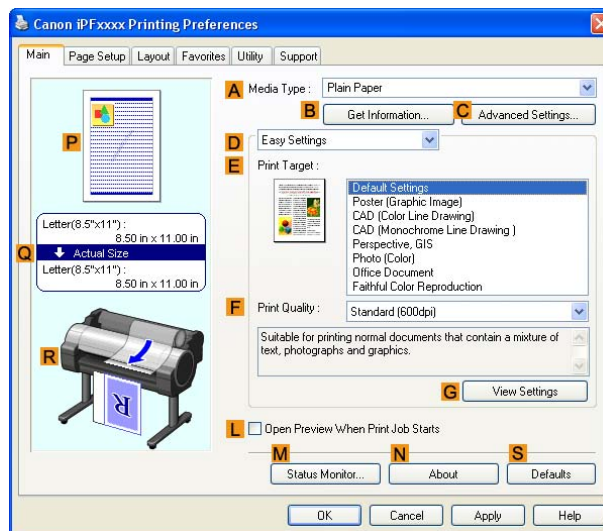 Canon iPFxxxx Printing Preferences
Main Page Setup Layout Favorites Utility Support
A Media Type : Plain Paper
B Get Information... C Advanced Settings...
D Easy Settings
E Print Target :
Default Settings
Poster (Graphic Image)
CAD (Color Line Drawing)
CAD (Monochrome Line Drawing )
Perspective, GIS
Photo (Color)
Office Document
Faithful Color Reproduction
P
Letter(8.5"x11") :
8.50 in x 11.00 in
Q Actual Size
Letter(8.5"x11") :
8.50 in x 11.00 in
R
R
F Print Quality : Standard (600dpi)
Suitable for printing normal documents that contain a mixture of
text, photographs and graphics.
G View Settings
L Open Preview When Print Job Starts
M N S
Status Monitor... About Defaults
OK Cancel Apply Help